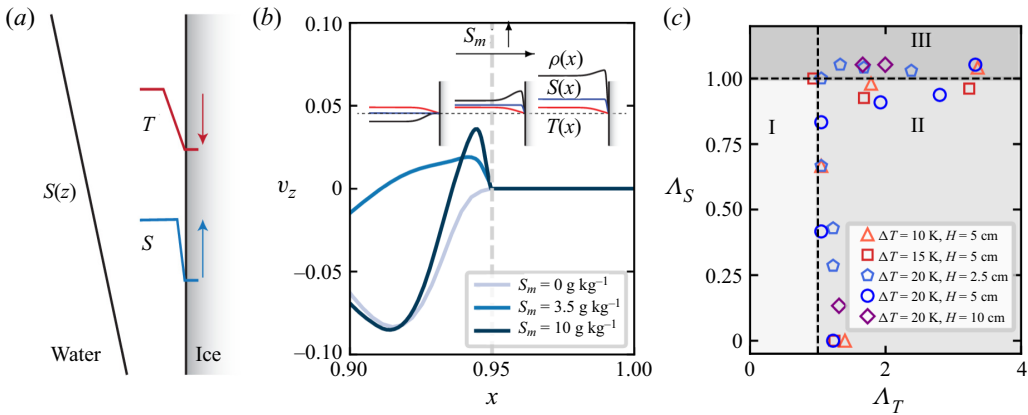 (a)
T
S(z)
S
Water
Ice
(b)
0.10
0.05
0
−0.05
−0.10
v_z
S_m
ρ(x)
S(x)
T(x)
S_m = 0 g kg⁻¹
S_m = 3.5 g kg⁻¹
S_m = 10 g kg⁻¹
0.90
0.95
1.00
x
(c)
III
I
II
1.00
0.75
0.50
0.25
0
Λ_S
ΔT = 10 K, H = 5 cm
ΔT = 15 K, H = 5 cm
ΔT = 20 K, H = 2.5 cm
ΔT = 20 K, H = 5 cm
ΔT = 20 K, H = 10 cm
0
2
4
Λ_T